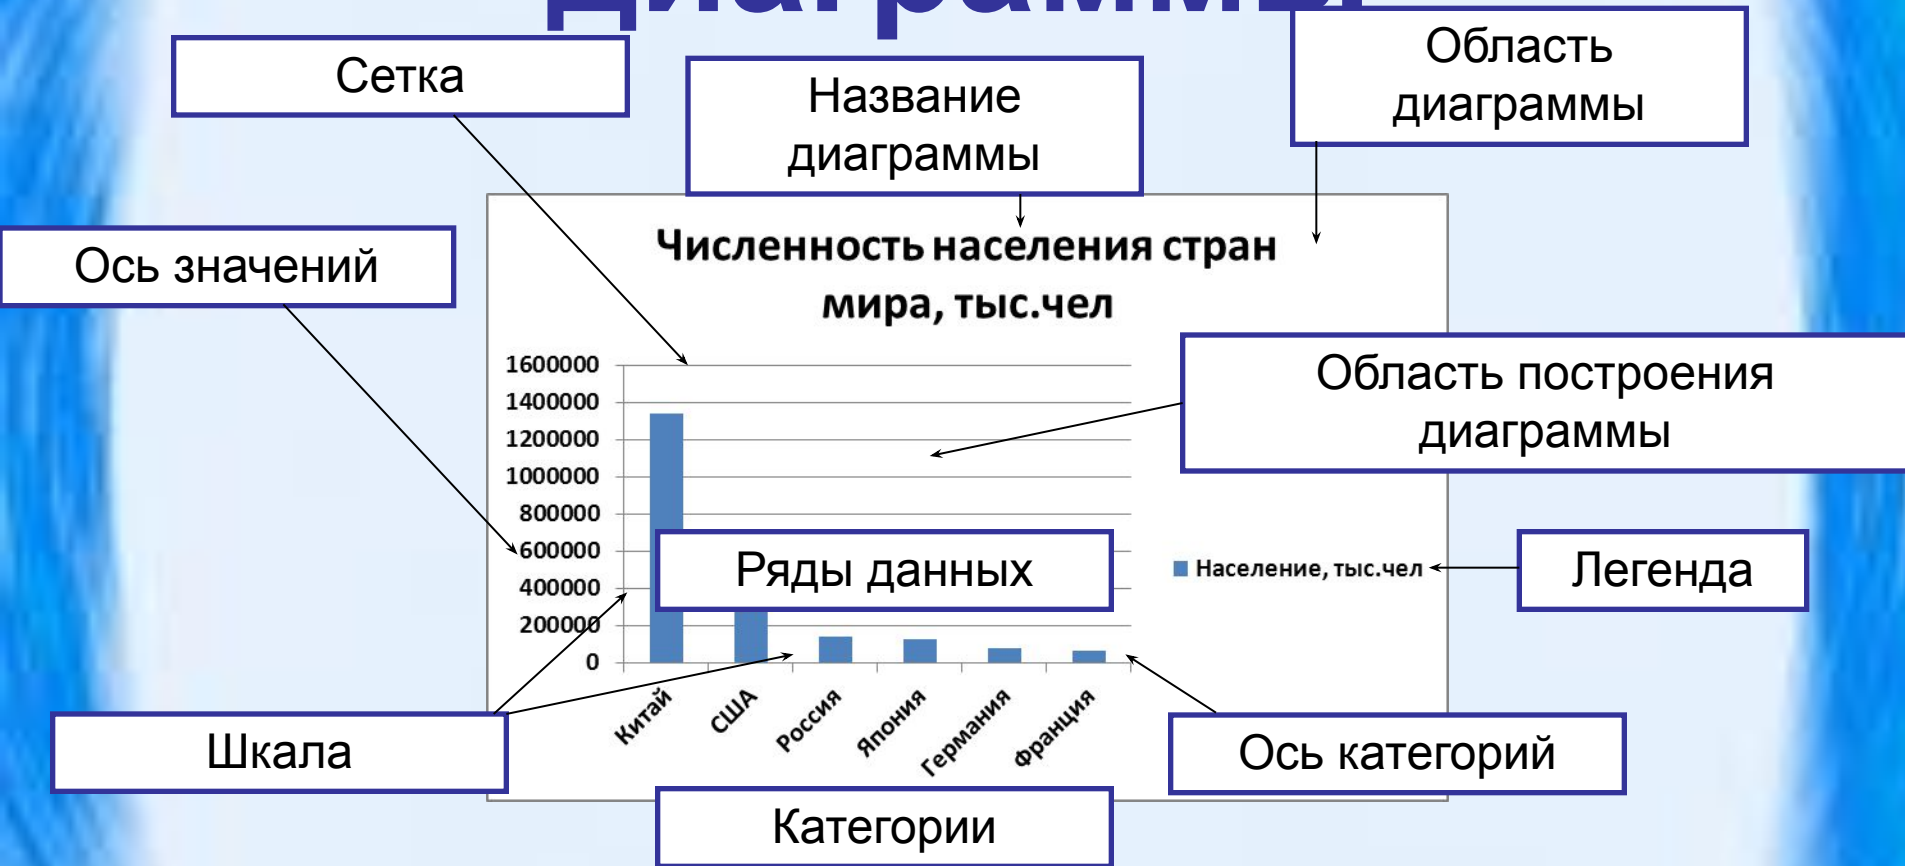 диаграммы
Сетка
Название
диаграммы
Область
диаграммы
Ось значений
Численность населения стран
мира, тыс.чел
Область построения
диаграммы
1600000
1400000
1200000
1000000
800000
600000
400000
200000
0
Ряды данных
Население, тыс.чел
Легенда
Китай
США
Россия
Япония
Германия
Франция
Шкала
Ось категорий
Категории